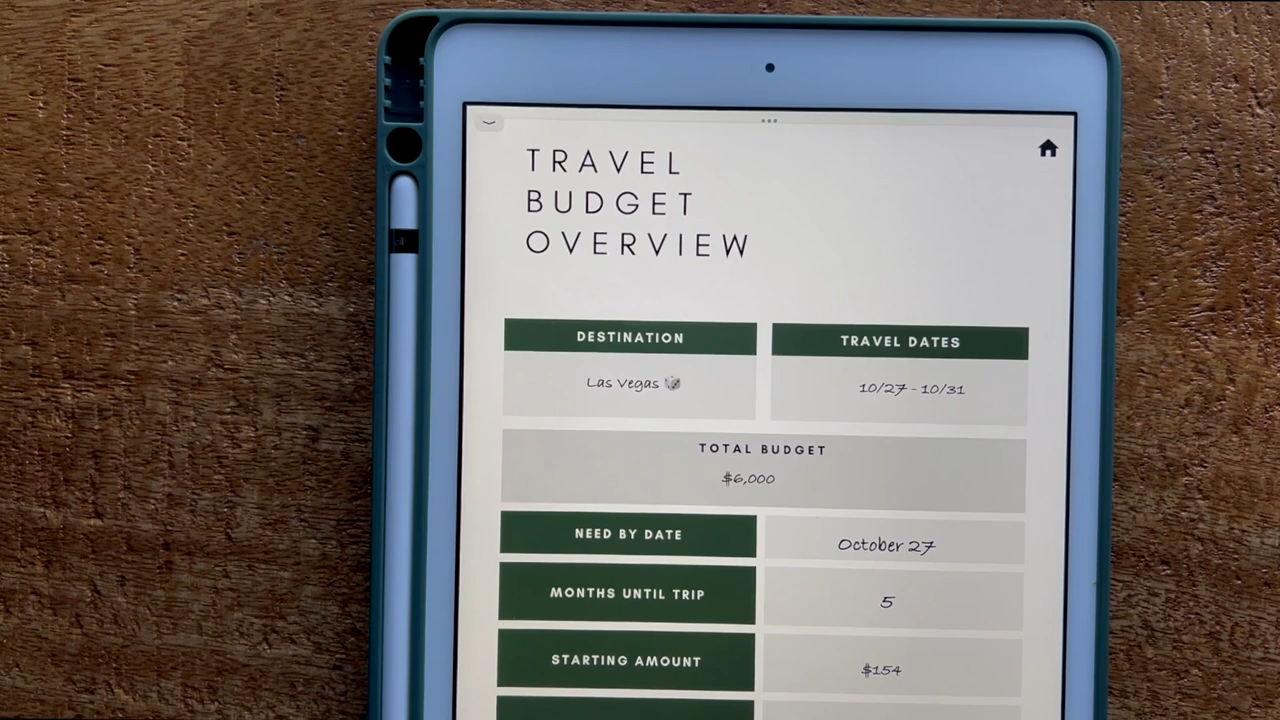 TRAVEL
BUDGET
OVERVIEW
DESTINATION
TRAVEL DATES
Las Vegas
10/27 - 10/31
TOTAL BUDGET
$6,000
NEED BY DATE
October 27
MONTHS UNTIL TRIP
5
STARTING AMOUNT
$154